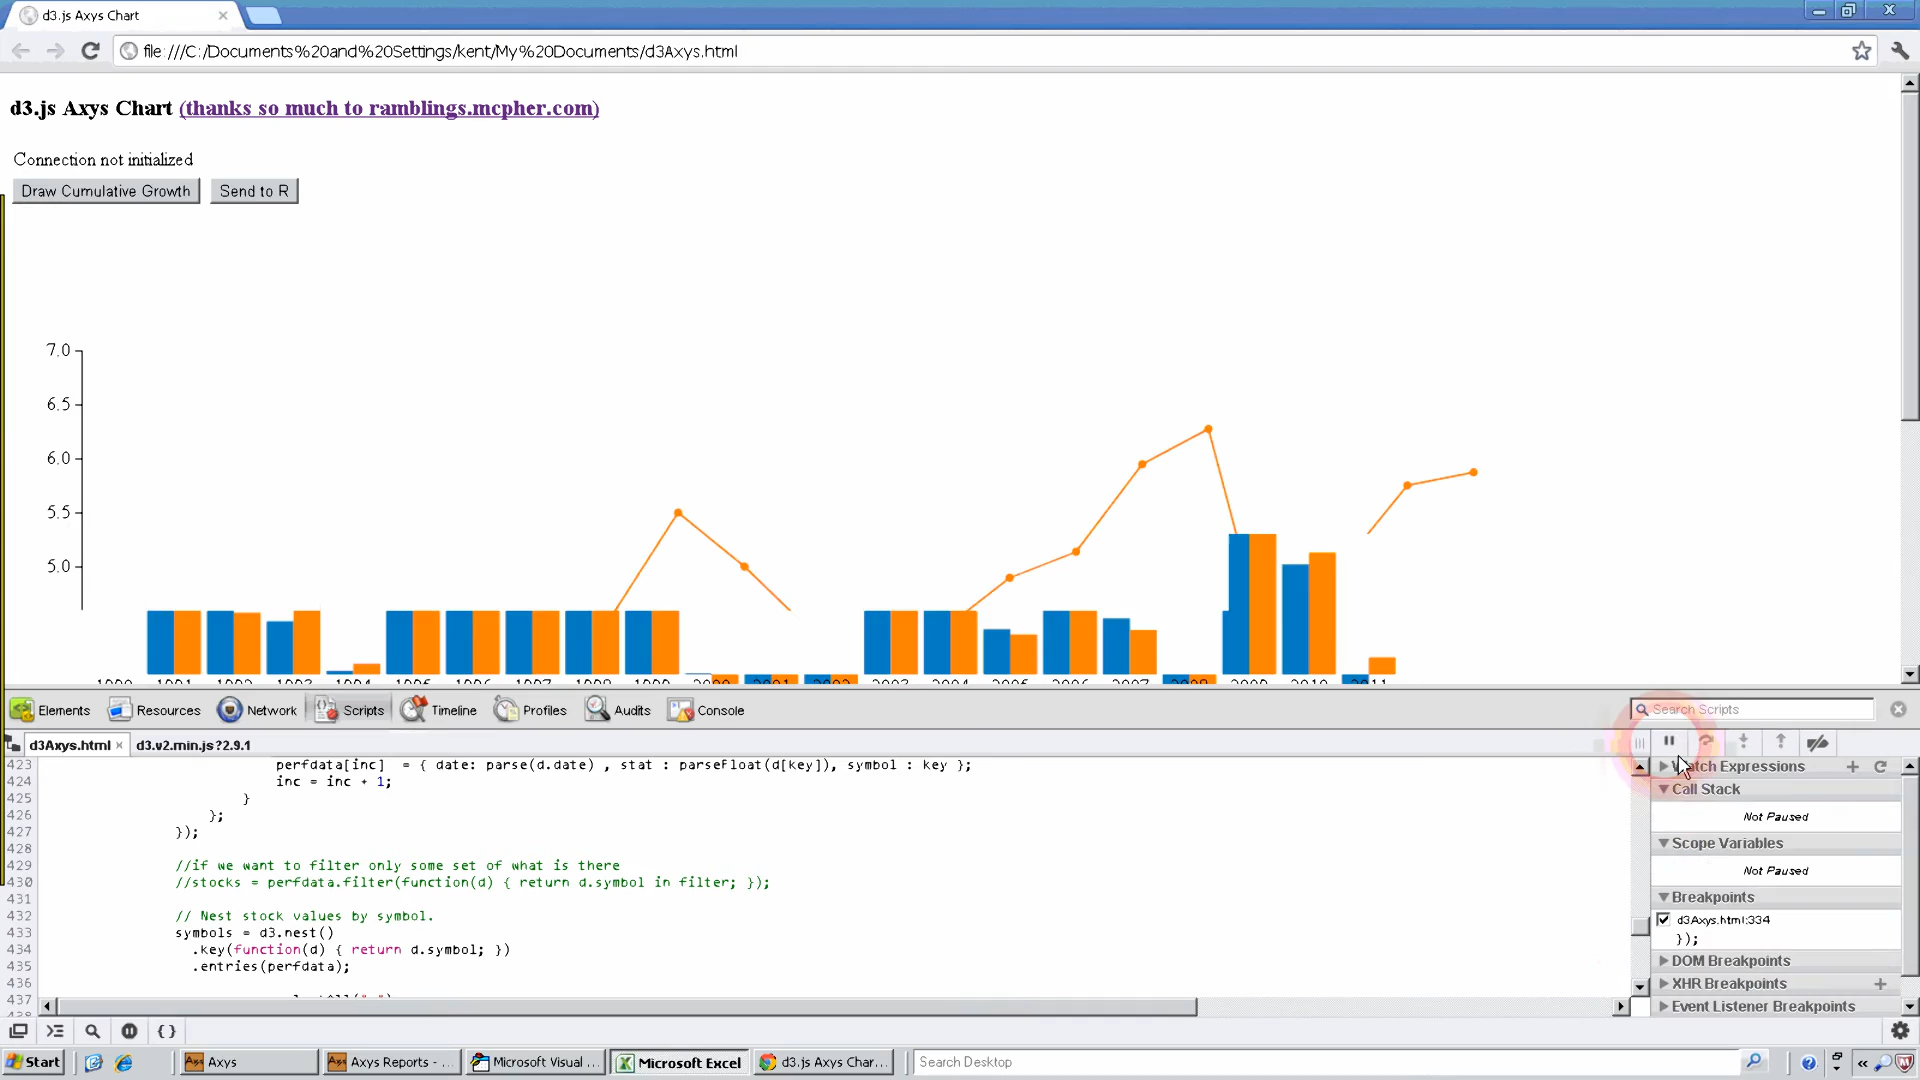 d3.js Axys Chart
file:///C:/Documents%20and%20Settings/kent/My%20Documents/d3Axys.html
d3.js Axys Chart (thanks so much to ramblings.mcpher.com)
Connection not initialized
Draw Cumulative Growth
Send to R
7.0
6.5
6.0
5.5
5.0
Elements
Resources
Network
Scripts
Timeline
Profiles
Audits
Console
Search Scripts
d3Axys.html
d3.v2.min.js?2.9.1
423 perfdata[inc] = { date: parse(d.date) , stat : parseFloat(d[key]), symbol : key };
424 inc = inc + 1;
425 }
426 };
427 });
428
429 //if we want to filter only some set of what is there
430 //stocks = perfdata.filter(function(d) { return d.symbol in filter; });
431
432 // Nest stock values by symbol.
433 symbols = d3.nest()
434 .key(function(d) { return d.symbol; })
435 .entries(perfdata);
436
437
Watch Expressions
Call Stack
Not Paused
Scope Variables
Not Paused
Breakpoints
d3Axys.html:334
});
DOM Breakpoints
XHR Breakpoints
Event Listener Breakpoints
Start
Axys
Axys Reports - ...
Microsoft Visual ...
Microsoft Excel
d3.js Axys Char...
Search Desktop